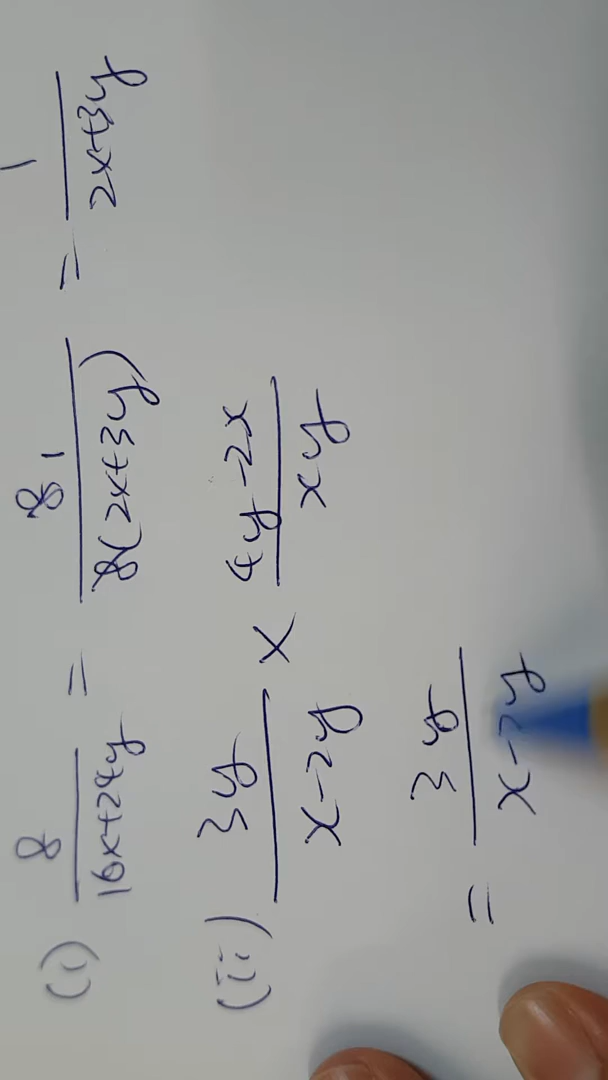 (i) 8/(16x+24y) = 8 1/8(2x+3y) = 1/(2x+3y)
(ii) 3y/(x-2y) × (4y-2x)/xy
= 3y/(x-2y)